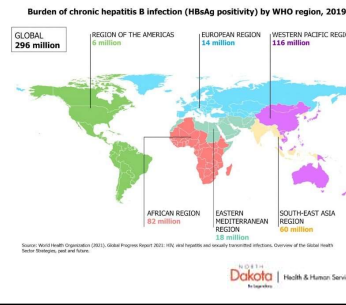 Burden of chronic hepatitis B infection (HBsAg positivity) by WHO region, 2019
GLOBAL
296 million
REGION OF THE AMERICAS
6 million
EUROPEAN REGION
14 million
WESTERN PACIFIC REGI
116 million
AFRICAN REGION
82 million
EASTERN
MEDITERRANEAN
REGION
18 million
SOUTH-EAST ASIA
REGION
60 million
Source: World Health Organization (2021). Global Progress Report 2021: HIV, viral hepatitis and sexually transmitted infections. Overview of the Global Health
Sector Strategies, past and future.
NORTH
Dakota
Be Legendary.
Health & Human Servi